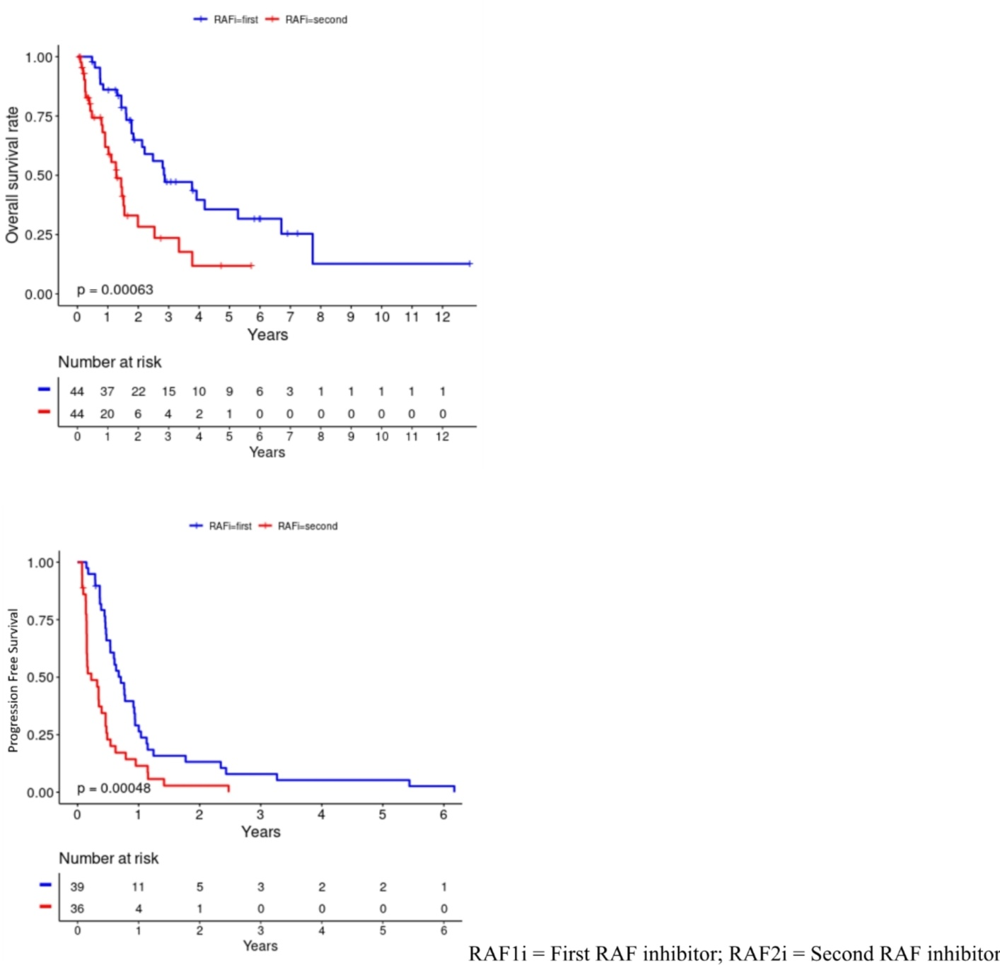 RAFi=first RAFi=second
1.00
0.75
0.50
0.25
0.00
Overall survival rate
p = 0.00063
0 1 2 3 4 5 6 7 8 9 10 11 12
Years
Number at risk
44 37 22 15 10 9 6 3 1 1 1 1 1
44 20 6 4 2 1 0 0 0 0 0 0 0
0 1 2 3 4 5 6 7 8 9 10 11 12
Years
RAFi=first RAFi=second
1.00
0.75
0.50
0.25
0.00
Progression Free Survival
p = 0.00048
0 1 2 3 4 5 6
Years
Number at risk
39 11 5 3 2 2 1
36 4 1 0 0 0 0
0 1 2 3 4 5 6
Years
RAF1i = First RAF inhibitor; RAF2i = Second RAF inhibitor